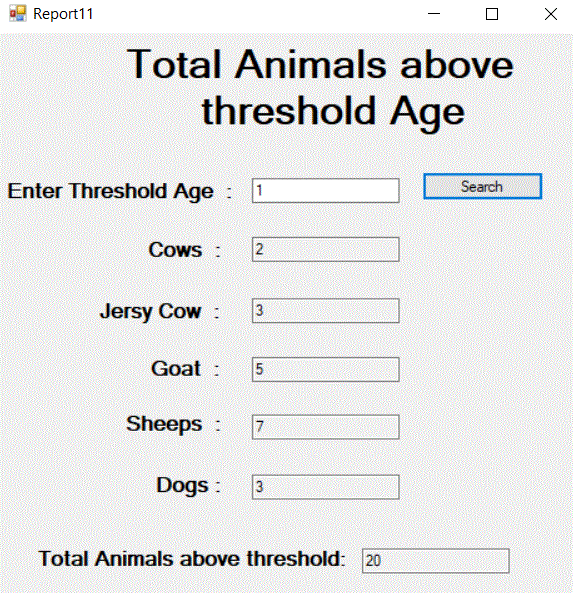 Report11
Total Animals above
threshold Age
Enter Threshold Age : 1 Search
Cows : 2
Jersy Cow : 3
Goat : 5
Sheeps : 7
Dogs : 3
Total Animals above threshold: 20